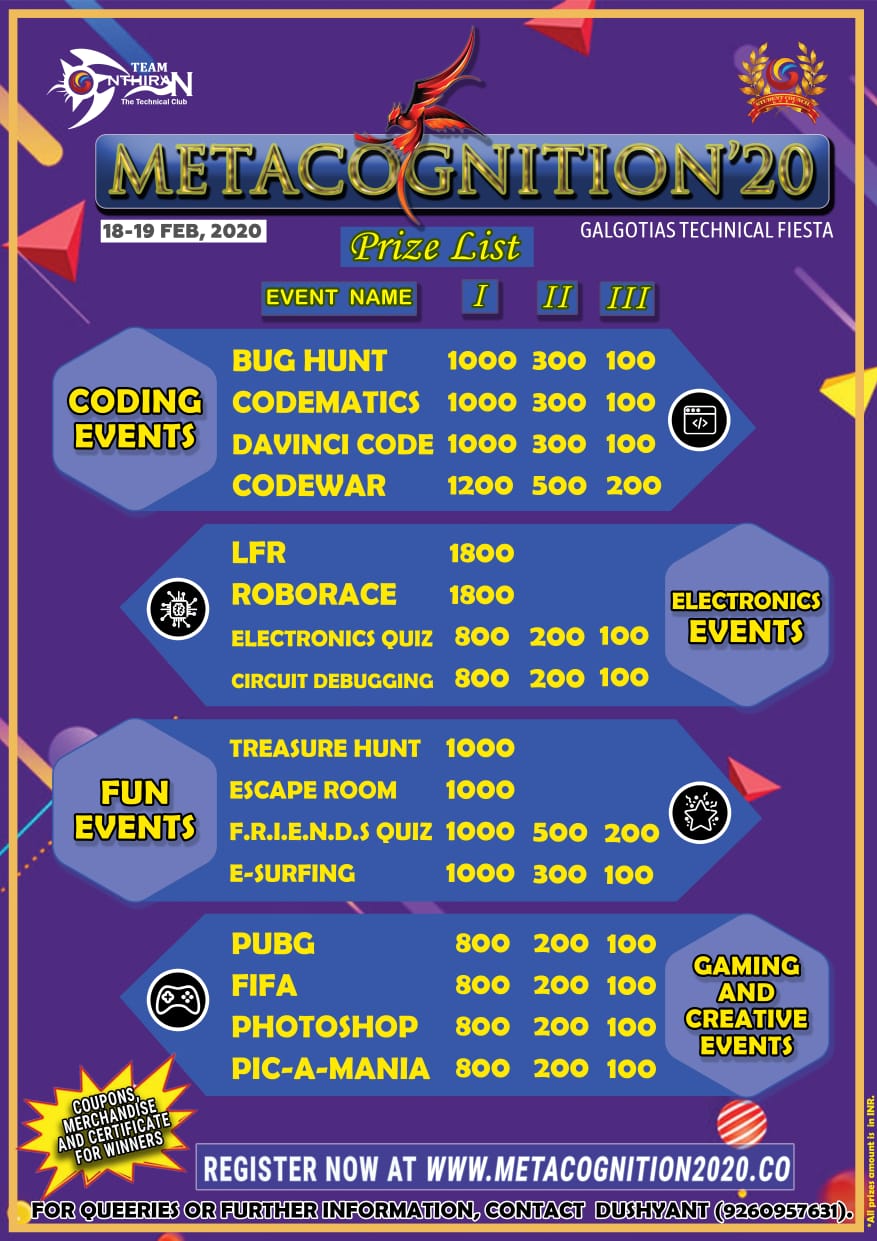 TEAM
NTHIRAN
The Technical Club
STUDENT COUNCIL
METACOGNITION'20
18-19 FEB, 2020
GALGOTIAS TECHNICAL FIESTA
Prize List
EVENT NAME I II III
CODING
EVENTS
BUG HUNT 1000 300 100
CODEMATICS 1000 300 100
DAVINCI CODE 1000 300 100
CODEWAR 1200 500 200
ELECTRONICS
EVENTS
LFR 1800
ROBORACE 1800
ELECTRONICS QUIZ 800 200 100
CIRCUIT DEBUGGING 800 200 100
FUN
EVENTS
TREASURE HUNT 1000
ESCAPE ROOM 1000
F.R.I.E.N.D.S QUIZ 1000 500 200
E-SURFING 1000 300 100
GAMING
AND
CREATIVE
EVENTS
PUBG 800 200 100
FIFA 800 200 100
PHOTOSHOP 800 200 100
PIC-A-MANIA 800 200 100
COUPONS,
MERCHANDISE
AND CERTIFICATE
FOR WINNERS
REGISTER NOW AT WWW.METACOGNITION2020.CO
FOR QUEERIES OR FURTHER INFORMATION, CONTACT DUSHYANT (9260957631).
*All prizes amount is in INR.